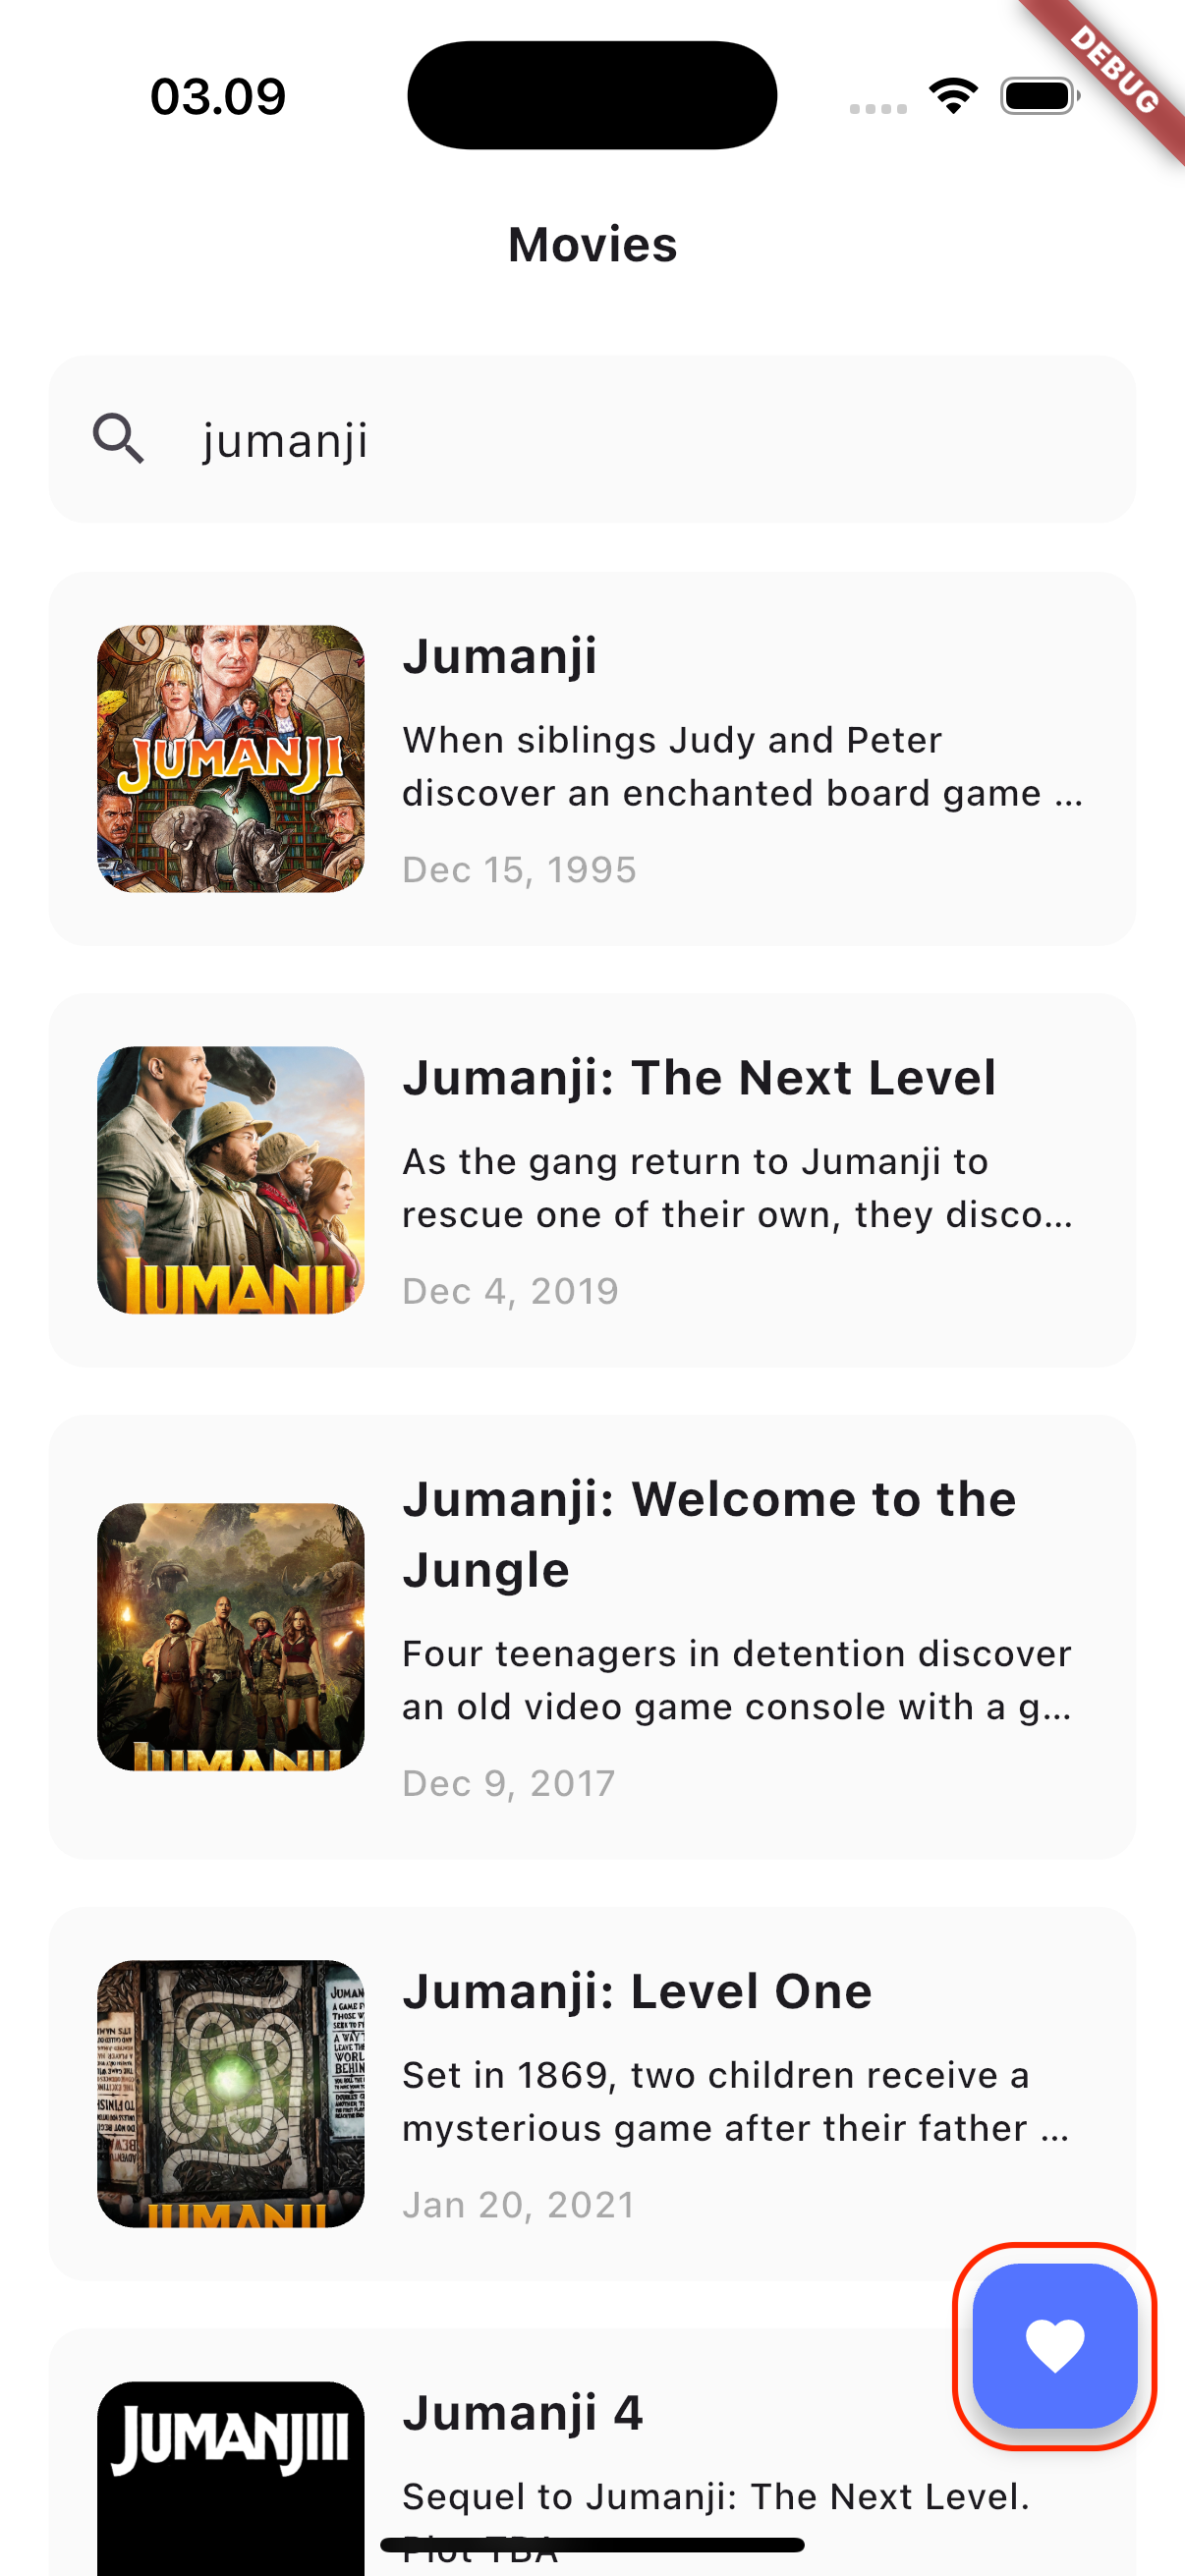 03.09
DEBUG
Movies
jumanji
JUMANJI
Jumanji
When siblings Judy and Peter
discover an enchanted board game ...
Dec 15, 1995
JUMANJI
Jumanji: The Next Level
As the gang return to Jumanji to
rescue one of their own, they disco...
Dec 4, 2019
JUMANJI
Jumanji: Welcome to the
Jungle
Four teenagers in detention discover
an old video game console with a g...
Dec 9, 2017
JUMANJI
Jumanji: Level One
Set in 1869, two children receive a
mysterious game after their father ...
Jan 20, 2021
JUMANJIII
Jumanji 4
Sequel to Jumanji: The Next Level.
Plot TBA